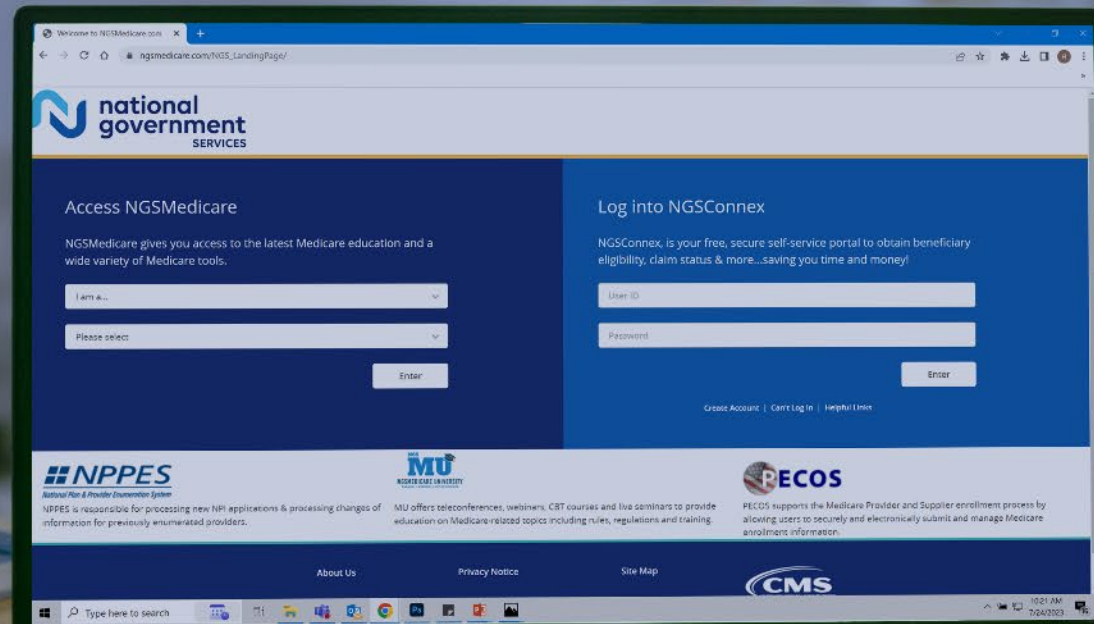 Welcome to NGSMedicare.com
ngsmedicare.com/NGS_LandingPage/
national
government
SERVICES
Access NGSMedicare
NGSMedicare gives you access to the latest Medicare education and a
wide variety of Medicare tools.
I am a...
Please select
Enter
Log into NGSConnex
NGSConnex, is your free, secure self-service portal to obtain beneficiary
eligibility, claim status & more...saving you time and money!
User ID
Password
Enter
Create Account | Can't Log In | Helpful Links
NPPES
National Plan & Provider Enumeration System
NPPES is responsible for processing new NPI applications & processing changes of
information for previously enumerated providers.
MU
NGSMEDICARE UNIVERSITY
MU offers teleconferences, webinars, CBT courses and live seminars to provide
education on Medicare-related topics including rules, regulations and training.
PECOS
PECOS supports the Medicare Provider and Supplier enrollment process by
allowing users to securely and electronically submit and manage Medicare
enrollment information.
About Us
Privacy Notice
Site Map
CMS
Type here to search
10:21 AM
7/24/2023